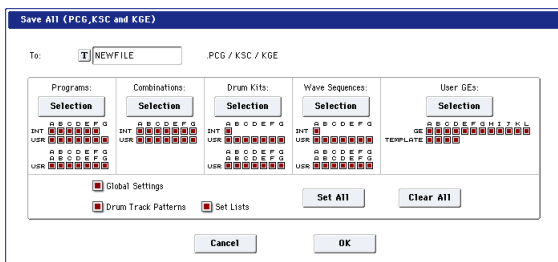 Save All (PCG,KSC and KGE)
To: T NEWFILE .PCG / KSC / KGE
Programs: Combinations: Drum Kits: Wave Sequences: User GEs:
Selection Selection Selection Selection Selection
A B C D E F G A B C D E F G A B C D E F G A B C D E F G A B C D E F G H I J K L
INT INT INT INT GE
USR USR USR USR TEMPLATE
A B C D E F G A B C D E F G A B C D E F G A B C D E F G
A B C D E F G A B C D E F G A B C D E F G A B C D E F G
USR USR USR USR
Global Settings
Drum Track Patterns Set Lists Set All Clear All
Cancel OK